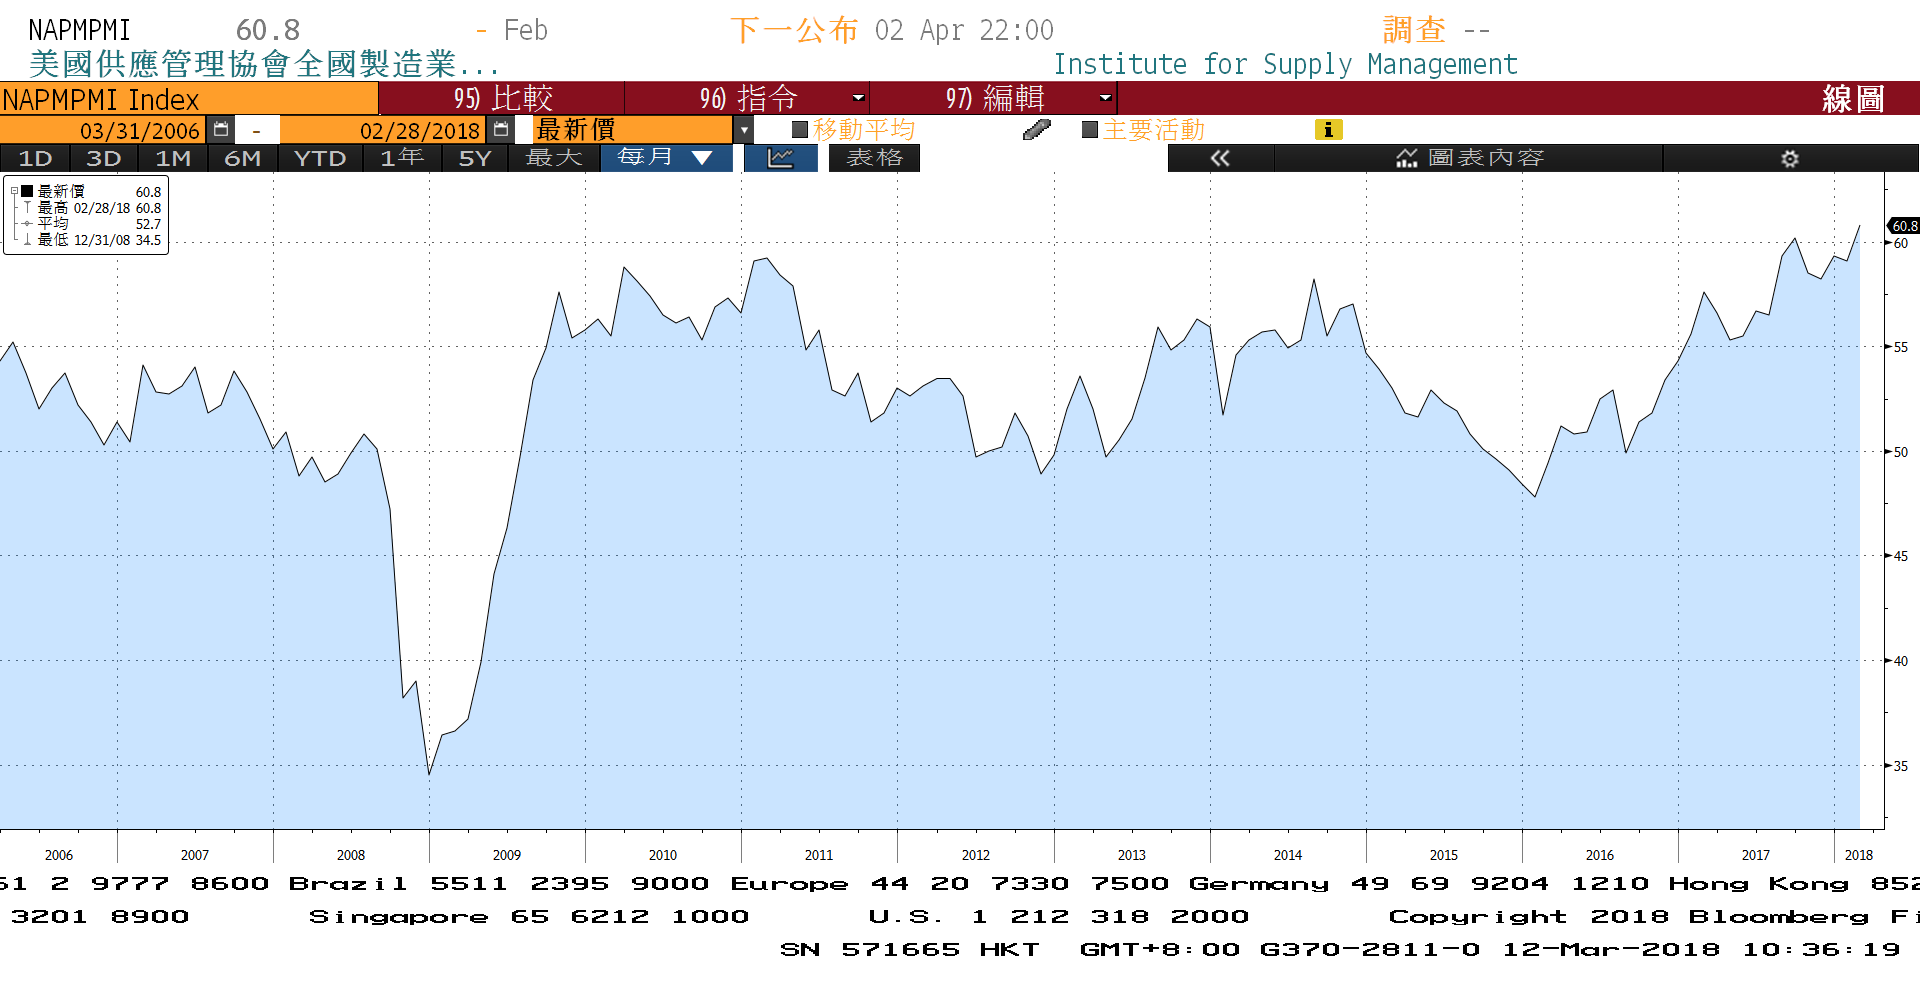 NAPMPMI 60.8 - Feb 下一公布 02 Apr 22:00 調查 --
美國供應管理協會全國製造業... Institute for Supply Management
NAPMPMI Index 95) 比較 96) 指令 97) 編輯 線圖
03/31/2006 - 02/28/2018 最新價 移動平均 主要活動 i
1D 3D 1M 6M YTD 1年 5Y 最大 每月 ▼ 表格 « 圖表內容
最新價 60.8
最高 02/28/18 60.8
平均 52.7
最低 12/31/08 34.5
60.8
60
55
50
45
40
35
2006 2007 2008 2009 2010 2011 2012 2013 2014 2015 2016 2017 2018
61 2 9777 8600 Brazil 5511 2395 9000 Europe 44 20 7330 7500 Germany 49 69 9204 1210 Hong Kong 852
3201 8900 Singapore 65 6212 1000 U.S. 1 212 318 2000 Copyright 2018 Bloomberg Fi
SN 571665 HKT GMT+8:00 G370-2811-0 12-Mar-2018 10:36:19